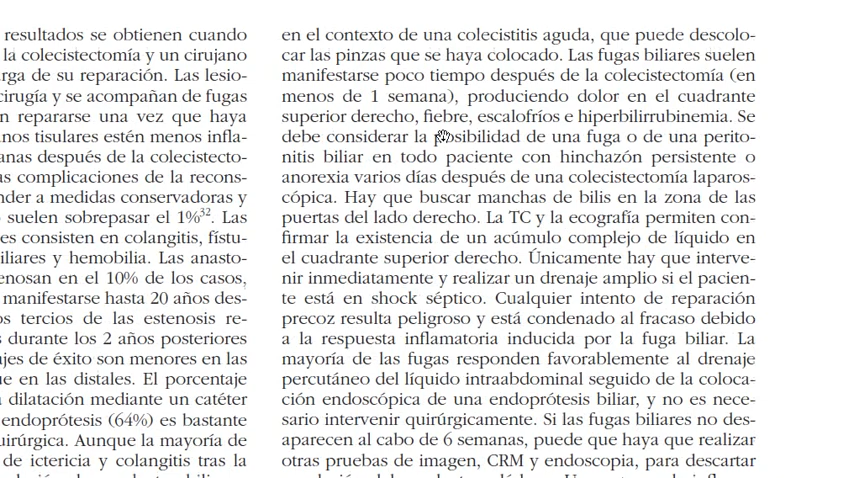 resultados se obtienen cuando
la colecistectomía y un cirujano
rga de su reparación. Las lesio-
cirugía y se acompañan de fugas
n repararse una vez que haya
nos tisulares estén menos infla-
anas después de la colecistecto-
as complicaciones de la recons-
nder a medidas conservadoras y
suelen sobrepasar el 1%32. Las
es consisten en colangitis, fístu-
iliares y hemobilia. Las anasto-
enosan en el 10% de los casos,
manifestarse hasta 20 años des-
os tercios de las estenosis re-
durante los 2 años posteriores
ajes de éxito son menores en las
ue en las distales. El porcentaje
dilatación mediante un catéter
endoprótesis (64%) es bastante
uirúrgica. Aunque la mayoría de
de ictericia y colangitis tras la
en el contexto de una colecistitis aguda, que puede descolo-
car las pinzas que se haya colocado. Las fugas biliares suelen
manifestarse poco tiempo después de la colecistectomía (en
menos de 1 semana), produciendo dolor en el cuadrante
superior derecho, fiebre, escalofríos e hiperbilirrubinemia. Se
debe considerar la posibilidad de una fuga o de una perito-
nitis biliar en todo paciente con hinchazón persistente o
anorexia varios días después de una colecistectomía laparos-
cópica. Hay que buscar manchas de bilis en la zona de las
puertas del lado derecho. La TC y la ecografía permiten con-
firmar la existencia de un acúmulo complejo de líquido en
el cuadrante superior derecho. Únicamente hay que interve-
nir inmediatamente y realizar un drenaje amplio si el pacien-
te está en shock séptico. Cualquier intento de reparación
precoz resulta peligroso y está condenado al fracaso debido
a la respuesta inflamatoria inducida por la fuga biliar. La
mayoría de las fugas responden favorablemente al drenaje
percutáneo del líquido intraabdominal seguido de la coloca-
ción endoscópica de una endoprótesis biliar, y no es nece-
sario intervenir quirúrgicamente. Si las fugas biliares no des-
aparecen al cabo de 6 semanas, puede que haya que realizar
otras pruebas de imagen, CRM y endoscopia, para descartar